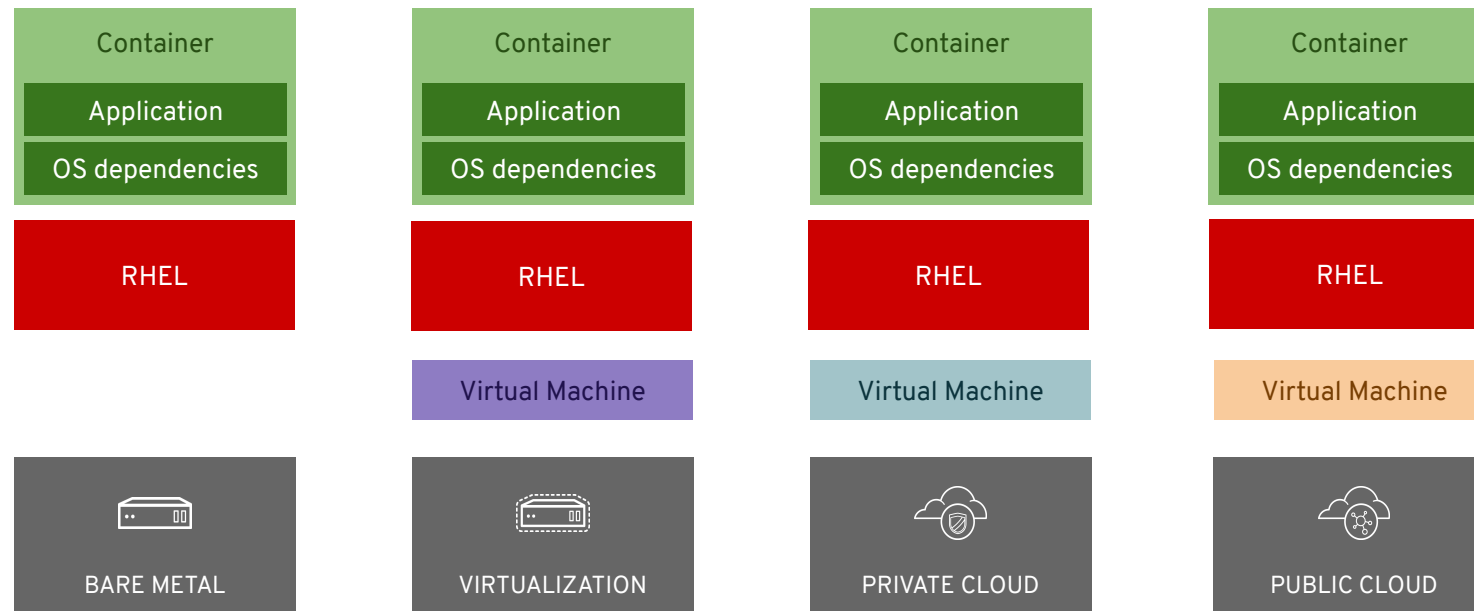 Container
Container
Container
Container
Application
Application
Application
Application
OS dependencies
OS dependencies
OS dependencies
OS dependencies
RHEL
RHEL
RHEL
RHEL
Virtual Machine
Virtual Machine
Virtual Machine
BARE METAL
VIRTUALIZATION
PRIVATE CLOUD
PUBLIC CLOUD